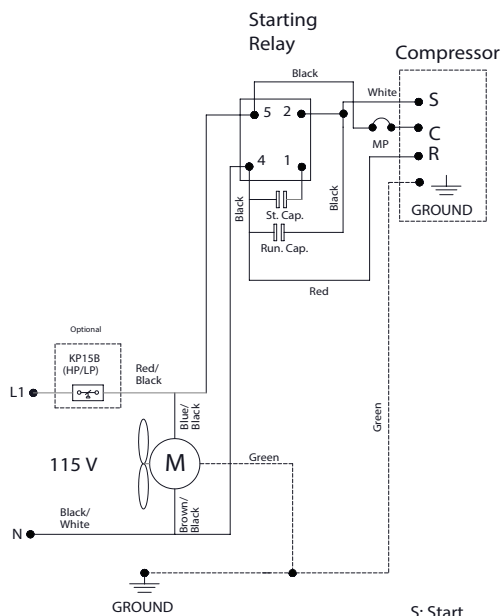 Starting
Relay
Compressor
Black
White
S
5
2
C
MP
R
4
1
Black
St. Cap.
Black
GROUND
Run. Cap.
Red
Optional
KP15B
(HP/LP)
Red/
Black
L1
Blue/
Black
Green
115 V
M
Green
Black/
White
Brown/
Black
N
GROUND
S: Start